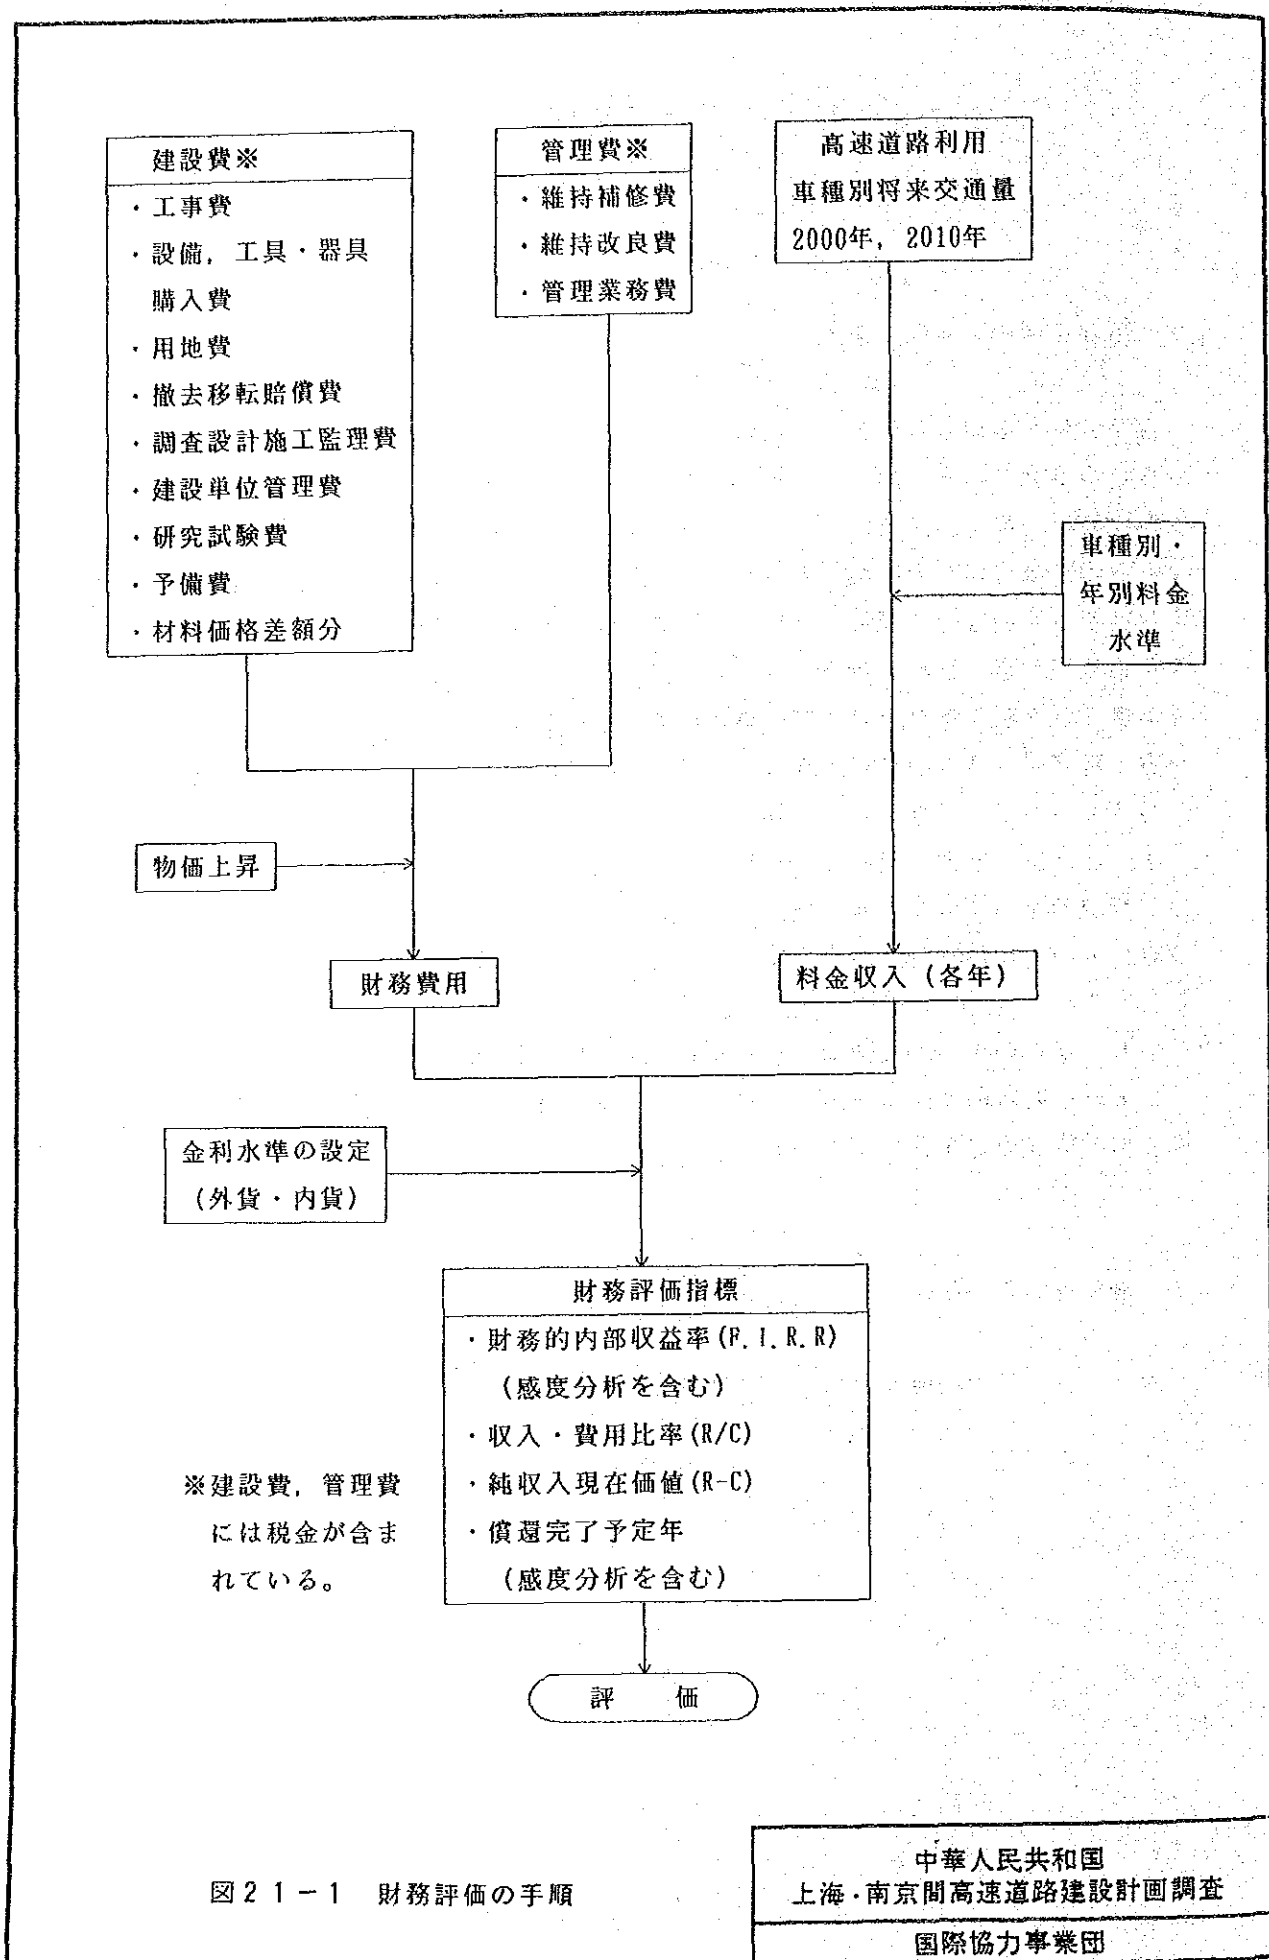 建設費※
・工事費
・設備，工具・器具
購入費
・用地費
・撤去移転賠償費
・調査設計施工監理費
・建設単位管理費
・研究試験費
・予備費
・材料価格差額分
管理費※
・維持補修費
・維持改良費
・管理業務費
高速道路利用
車種別将来交通量
2000年，2010年
車種別・
年別料金
水準
物価上昇
財務費用
料金収入（各年）
金利水準の設定
（外貨・内貨）
財務評価指標
・財務的内部収益率(F.I.R.R)
（感度分析を含む）
・収入・費用比率(R/C)
・純収入現在価値(R-C)
・償還完了予定年
（感度分析を含む）
※建設費，管理費
には税金が含ま
れている。
評　価
図21－1　財務評価の手順
中華人民共和国
上海・南京間高速道路建設計画調査
国際協力事業団